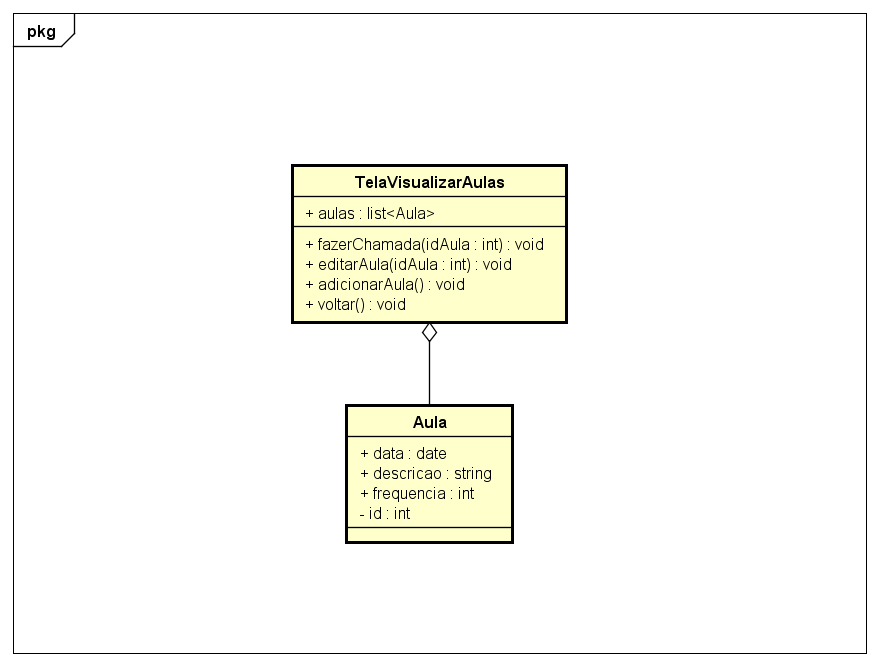 pkg
TelaVisualizarAulas
+ aulas : list<Aula>
+ fazerChamada(idAula : int) : void
+ editarAula(idAula : int) : void
+ adicionarAula() : void
+ voltar() : void
Aula
+ data : date
+ descricao : string
+ frequencia : int
- id : int